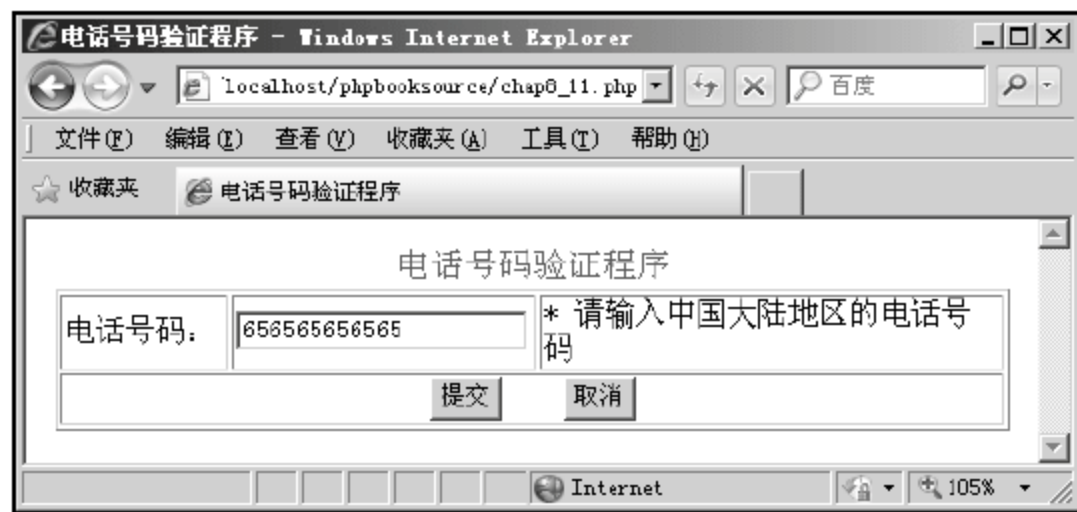 电话号码验证程序 - Windows Internet Explorer
localhost/phpbooksource/chap8_11.php
百度
文件(F) 编辑(E) 查看(V) 收藏夹(A) 工具(T) 帮助(H)
收藏夹 电话号码验证程序
电话号码验证程序
电话号码: 656565656565 * 请输入中国大陆地区的电话号
码
提交 取消
Internet 105%